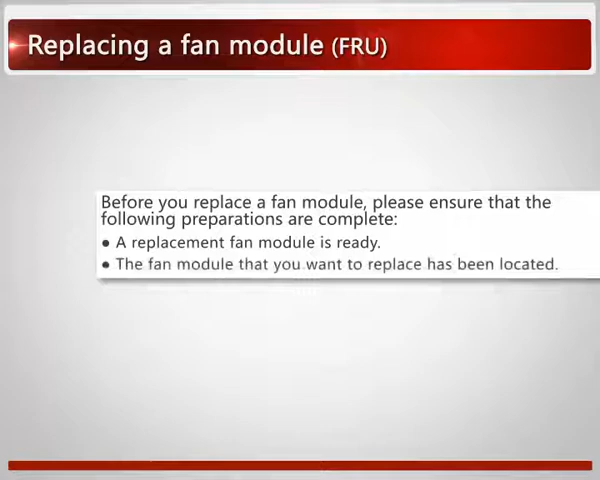 Replacing a fan module (FRU)
Before you replace a fan module, please ensure that the
following preparations are complete:
● A replacement fan module is ready.
● The fan module that you want to replace has been located.